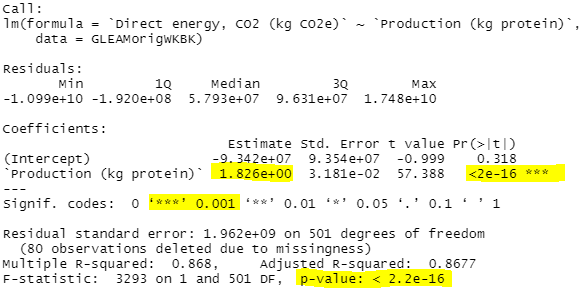 Call:
lm(formula = `Direct energy, CO2 (kg CO2e)` ~ `Production (kg protein)`,
    data = GLEAMorigWKBK)

Residuals:
       Min         1Q     Median         3Q        Max
-1.099e+10 -1.920e+08  5.793e+07  9.631e+07  1.748e+10

Coefficients:
                            Estimate Std. Error t value Pr(>|t|)
(Intercept)               -9.342e+07  9.354e+07  -0.999    0.318
`Production (kg protein)`  1.826e+00  3.181e-02  57.388   <2e-16 ***
---
Signif. codes:  0 ‘***’ 0.001 ‘**’ 0.01 ‘*’ 0.05 ‘.’ 0.1 ‘ ’ 1

Residual standard error: 1.962e+09 on 501 degrees of freedom
  (80 observations deleted due to missingness)
Multiple R-squared:  0.868,	Adjusted R-squared:  0.8677
F-statistic:  3293 on 1 and 501 DF,  p-value: < 2.2e-16